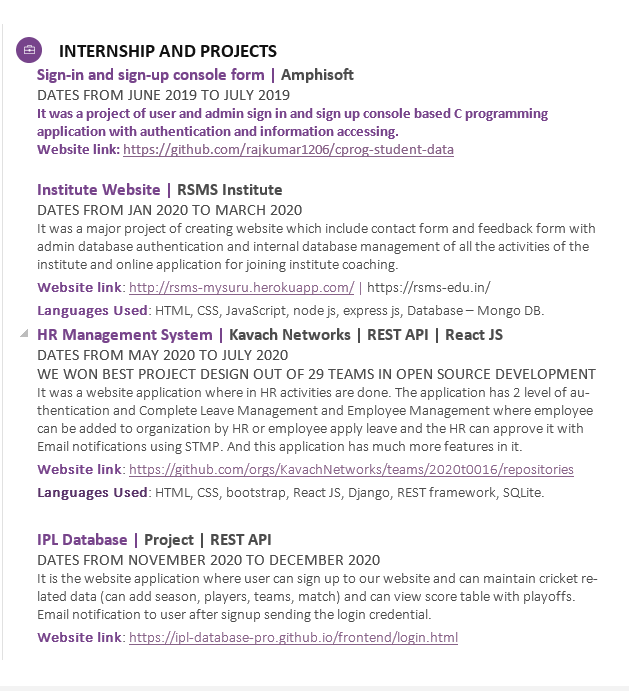 INTERNSHIP AND PROJECTS
Sign-in and sign-up console form | Amphisoft
DATES FROM JUNE 2019 TO JULY 2019
It was a project of user and admin sign in and sign up console based C programming
application with authentication and information accessing.
Website link: https://github.com/rajkumar1206/cprog-student-data
Institute Website | RSMS Institute
DATES FROM JAN 2020 TO MARCH 2020
It was a major project of creating website which include contact form and feedback form with
admin database authentication and internal database management of all the activities of the
institute and online application for joining institute coaching.
Website link: http://rsms-mysuru.herokuapp.com/ | https://rsms-edu.in/
Languages Used: HTML, CSS, JavaScript, node js, express js, Database – Mongo DB.
HR Management System | Kavach Networks | REST API | React JS
DATES FROM MAY 2020 TO JULY 2020
WE WON BEST PROJECT DESIGN OUT OF 29 TEAMS IN OPEN SOURCE DEVELOPMENT
It was a website application where in HR activities are done. The application has 2 level of au-
thentication and Complete Leave Management and Employee Management where employee
can be added to organization by HR or employee apply leave and the HR can approve it with
Email notifications using STMP. And this application has much more features in it.
Website link: https://github.com/orgs/KavachNetworks/teams/2020t0016/repositories
Languages Used: HTML, CSS, bootstrap, React JS, Django, REST framework, SQLite.
IPL Database | Project | REST API
DATES FROM NOVEMBER 2020 TO DECEMBER 2020
It is the website application where user can sign up to our website and can maintain cricket re-
lated data (can add season, players, teams, match) and can view score table with playoffs.
Email notification to user after signup sending the login credential.
Website link: https://ipl-database-pro.github.io/frontend/login.html